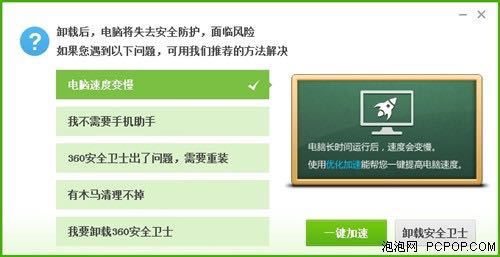 卸载后，电脑将失去安全防护，面临风险
如果您遇到以下问题，可用我们推荐的方法解决
电脑速度变慢
我不需要手机助手
360安全卫士出了问题，需要重装
有木马清理不掉
我要卸载360安全卫士
电脑长时间运行后，速度会变慢。
使用优化加速能帮您一键提高电脑速度。
一键加速
卸载安全卫士
泡泡网 PCPOP.COM